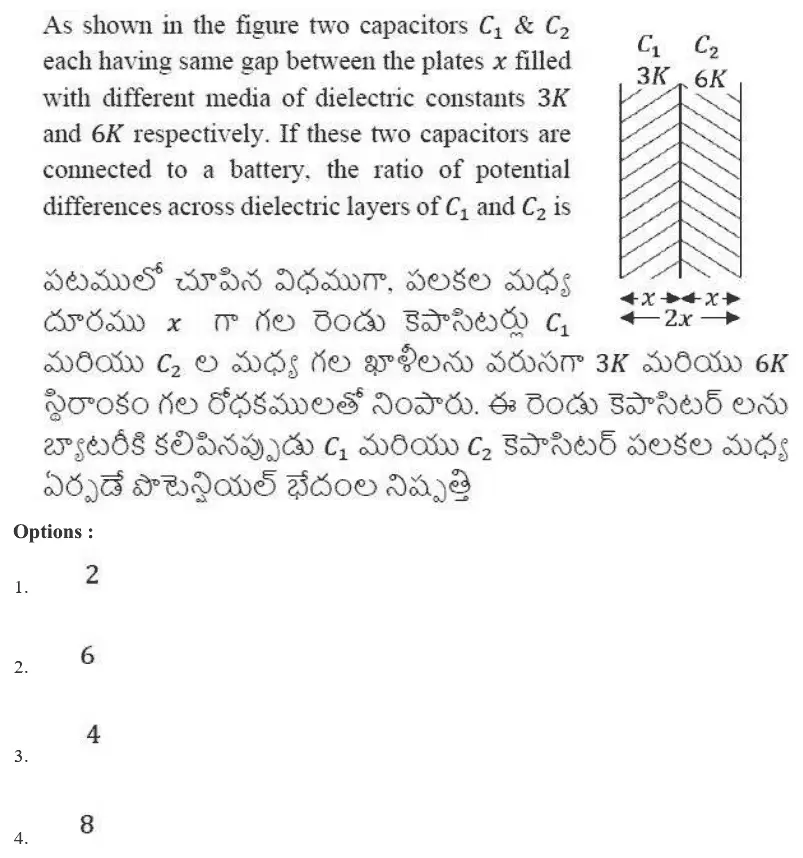 As shown in the figure two capacitors C₁ & C₂
each having same gap between the plates x filled
with different media of dielectric constants 3K
and 6K respectively. If these two capacitors are
connected to a battery, the ratio of potential
differences across dielectric layers of C₁ and C₂ is
C₁ C₂
3K 6K
x x
2x
పటములో చూపిన విధముగా, పలకల మధ్య
దూరము x గా గల రెండు కెపాసిటర్లు C₁
మరియు C₂ ల మధ్య గల ఖాళీలను వరుసగా 3K మరియు 6K
స్థిరాంకం గల రోధకములతో నింపారు. ఈ రెండు కెపాసిటర్ లను
బ్యాటరీకి కలిపినప్పుడు C₁ మరియు C₂ కెపాసిటర్ పలకల మధ్య
ఏర్పడే పొటెన్షియల్ భేదంల నిష్పత్తి
Options :
1. 2
2. 6
3. 4
4. 8